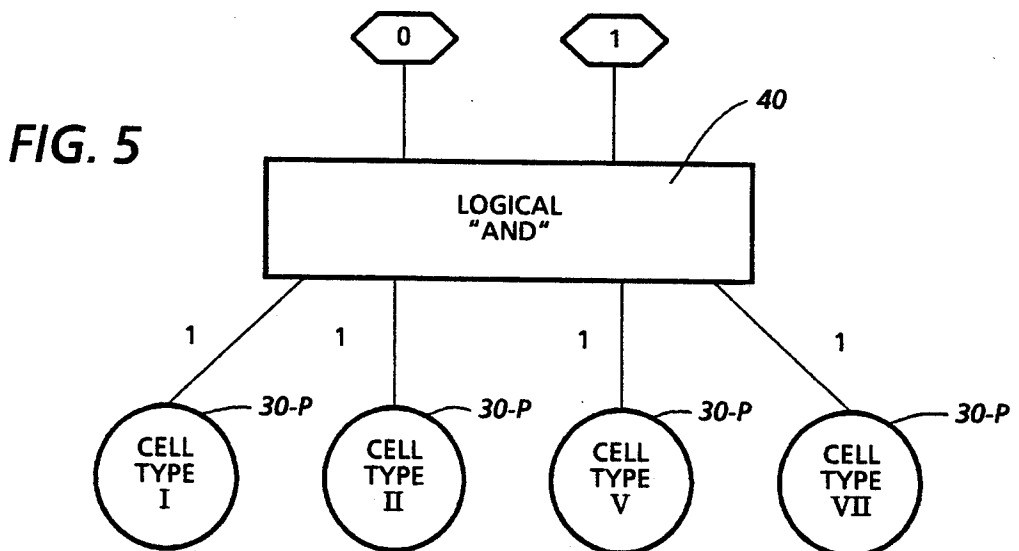 0
1
40
FIG. 5
LOGICAL
"AND"
1
1
1
1
30-P
30-P
30-P
30-P
CELL
TYPE
I
CELL
TYPE
II
CELL
TYPE
V
CELL
TYPE
VII